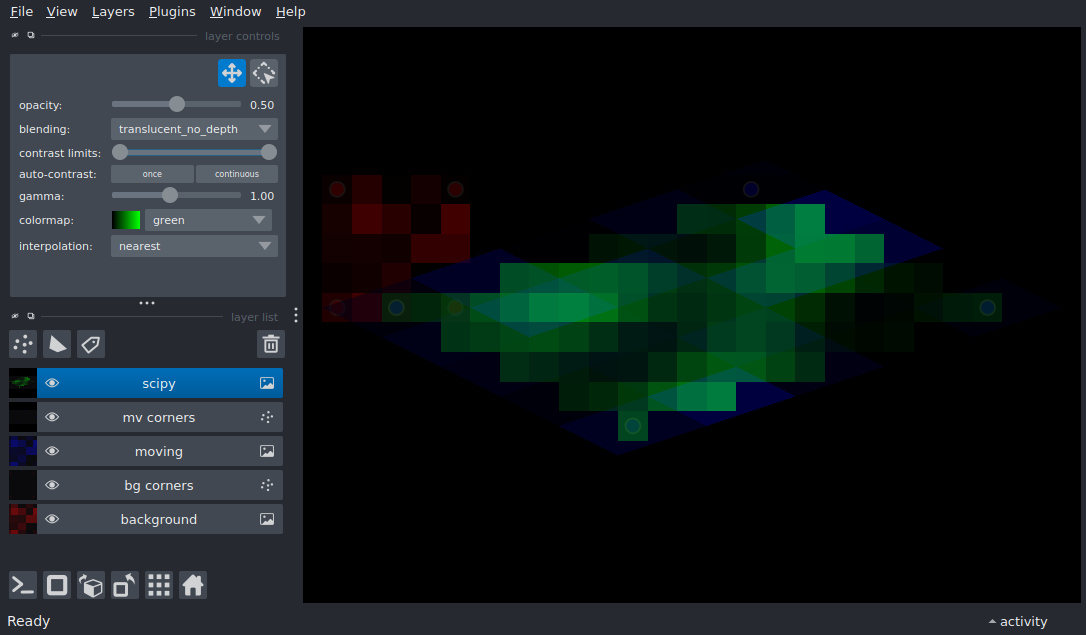 File View Layers Plugins Window Help
layer controls
opacity: 0.50
blending: translucent_no_depth
contrast limits:
auto-contrast: once continuous
gamma: 1.00
colormap: green
interpolation: nearest
layer list
scipy
mv corners
moving
bg corners
background
Ready
activity